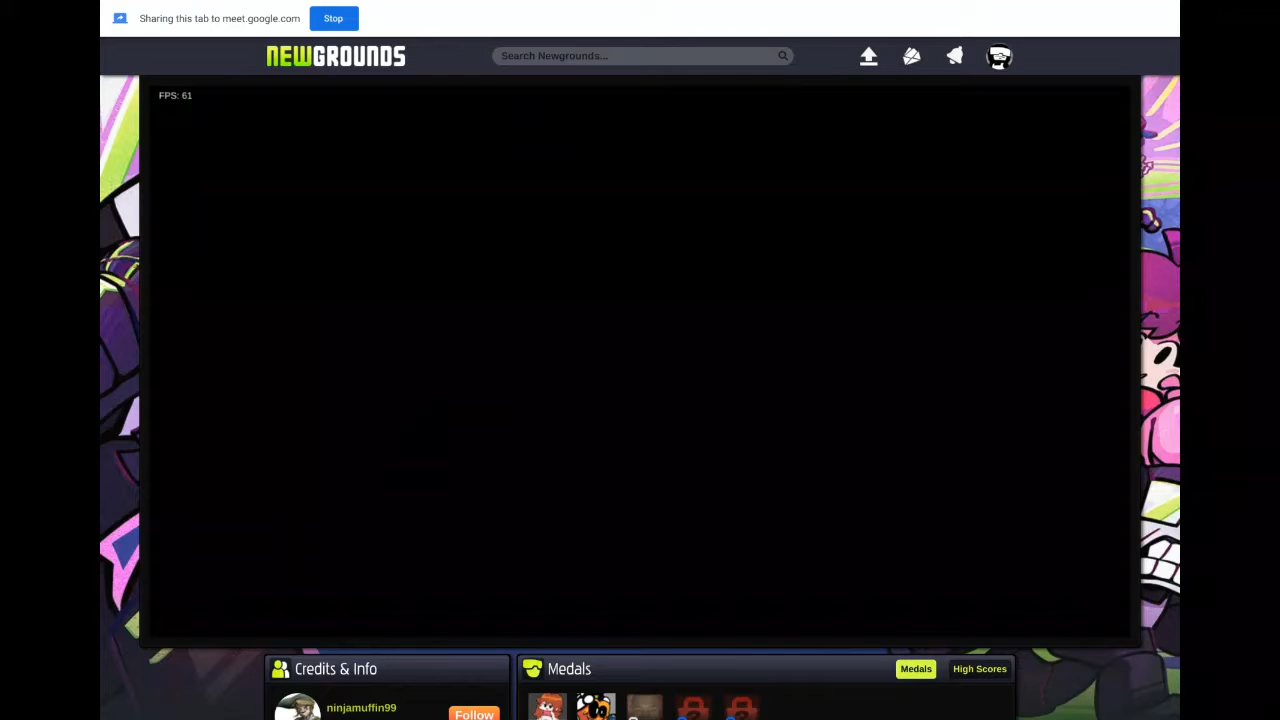 Sharing this tab to meet.google.com
Stop
NEWGROUNDS
Search Newgrounds...
FPS: 61
Credits & Info
Medals
Medals
High Scores
ninjamuffin99
Follow